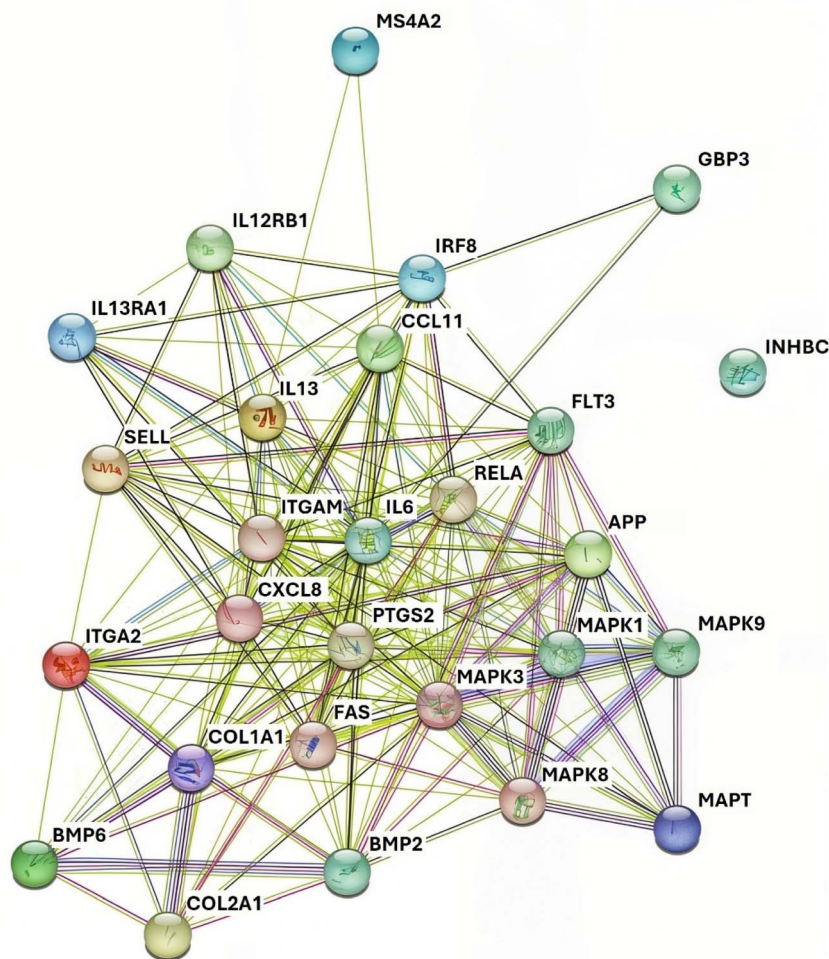 MS4A2
GBP3
IL12RB1
IRF8
IL13RA1
CCL11
INHBC
IL13
FLT3
SELL
RELA
ITGAM
IL6
APP
CXCL8
PTGS2
MAPK1
MAPK9
ITGA2
MAPK3
FAS
COL1A1
MAPK8
MAPT
BMP6
BMP2
COL2A1